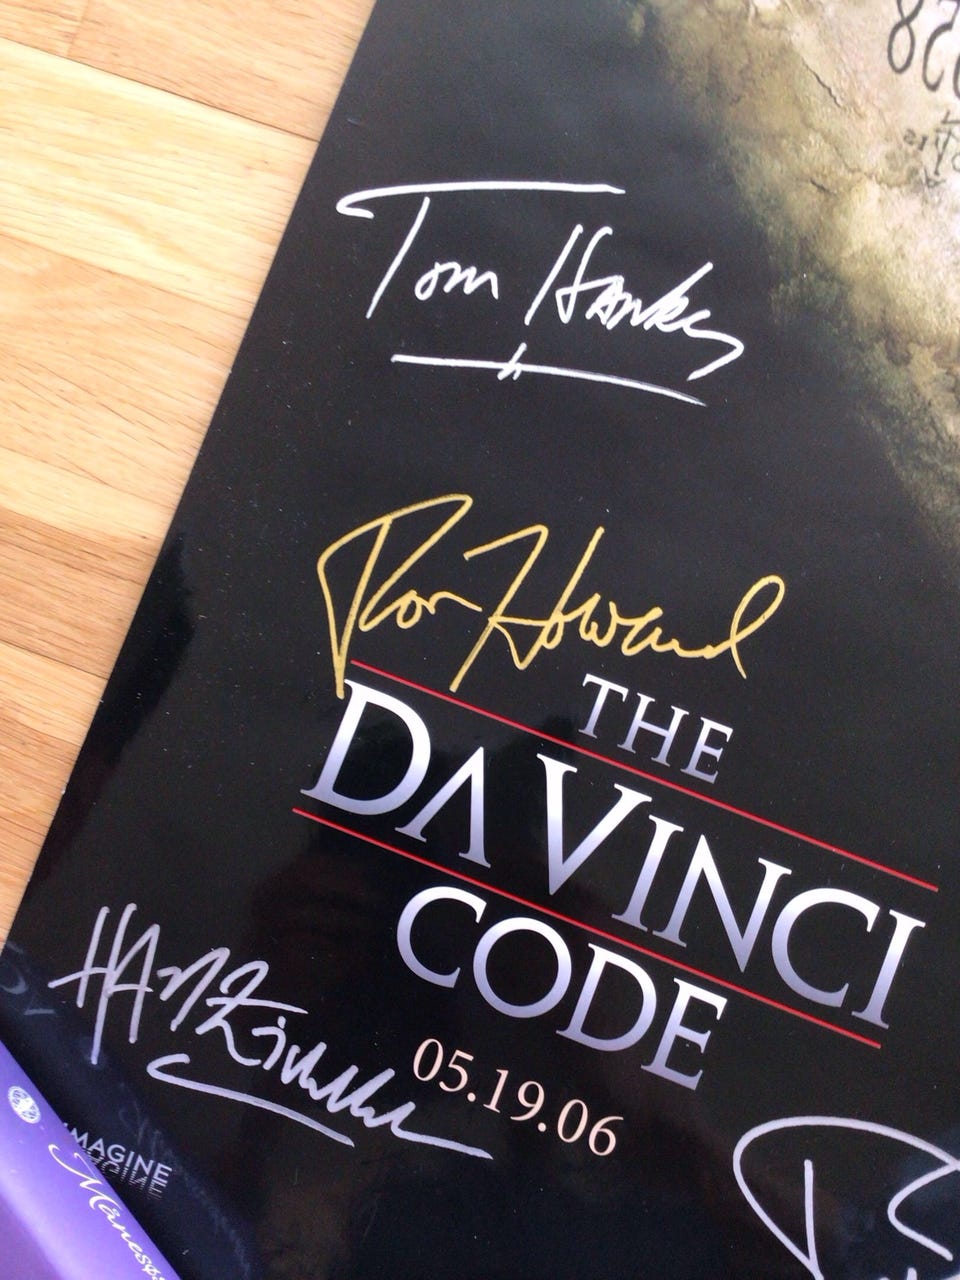 Tom Hanks
Ron Howard
THE
DA VINCI
CODE
HANS Zimmer
05.19.06
IMAGINE